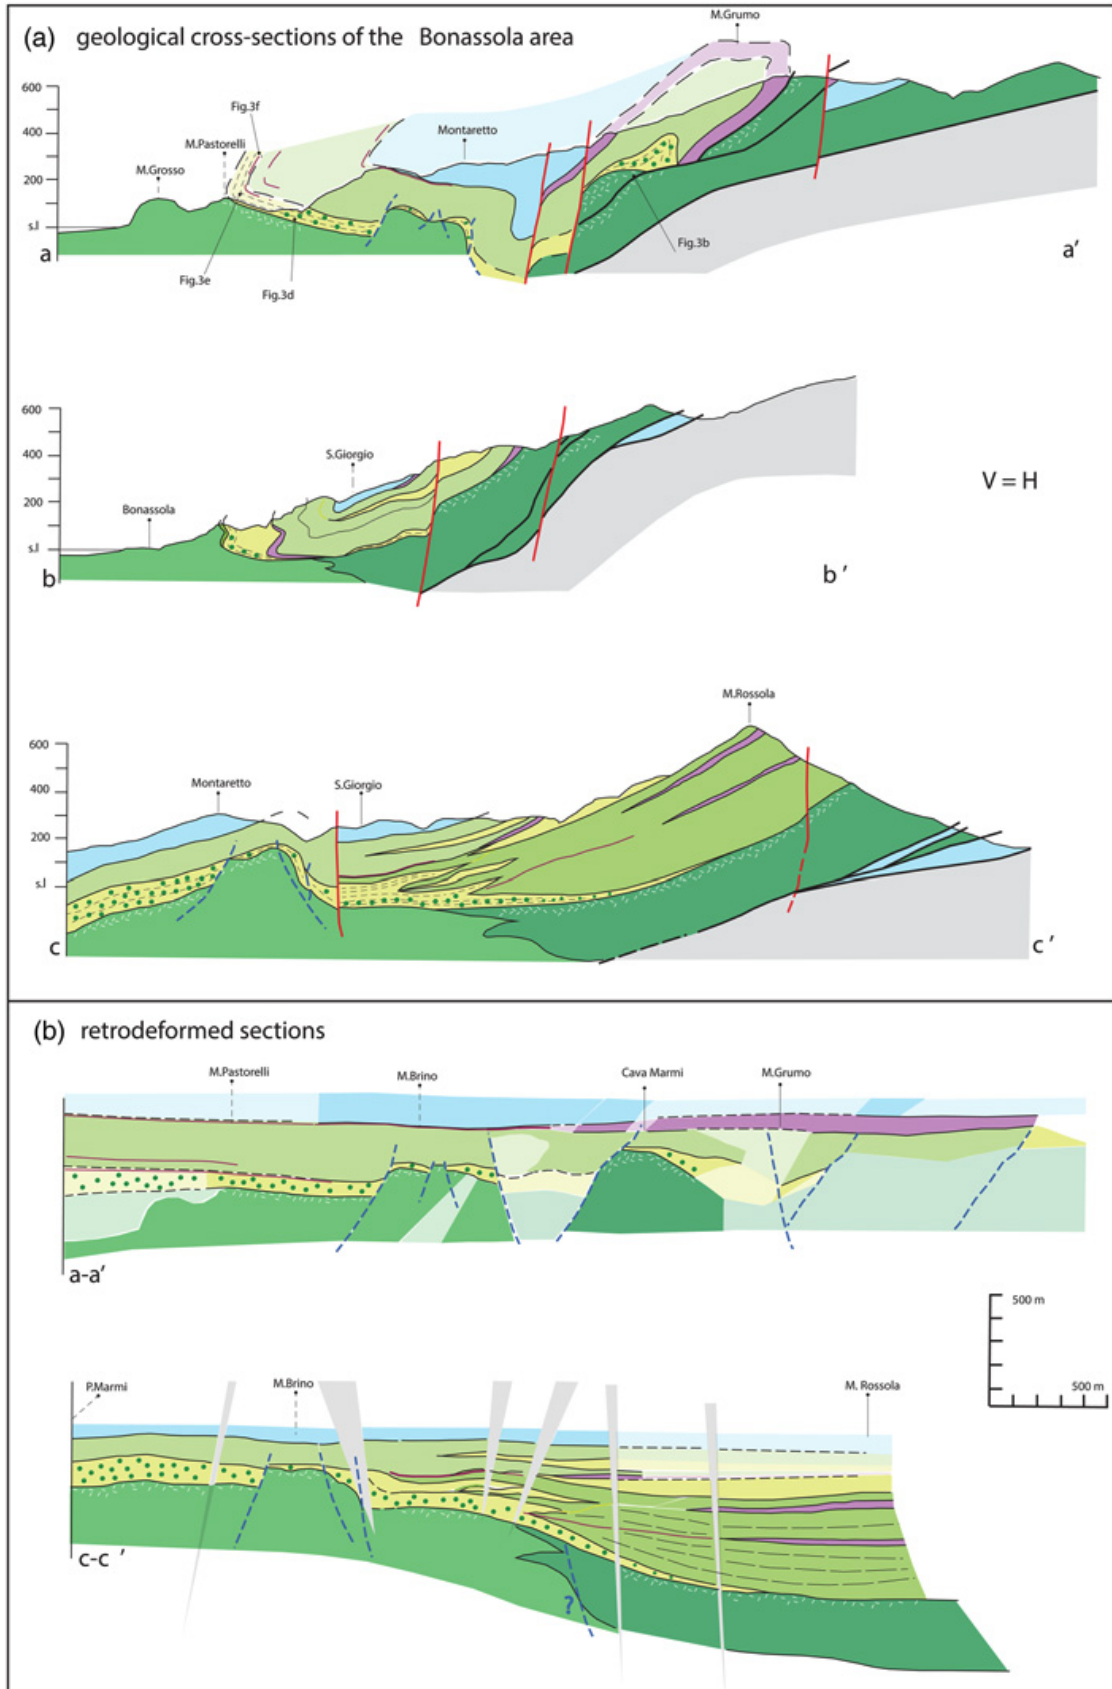 (a) geological cross-sections of the Bonassola area
M.Grumo
600
Fig.3f
M.Pastorelli
Montaretto
400
M.Grosso
200
s.l
a
Fig.3b
a'
Fig.3e
Fig.3d
600
S.Giorgio
400
V = H
Bonassola
200
s.l
b
b'
M.Rossola
600
Montaretto
S.Giorgio
400
200
s.l
c
c'
(b) retrodeformed sections
M.Pastorelli
M.Brino
Cava Marmi
M.Grumo
a-a'
500 m
500 m
P.Marmi
M.Brino
M. Rossola
c-c'
?